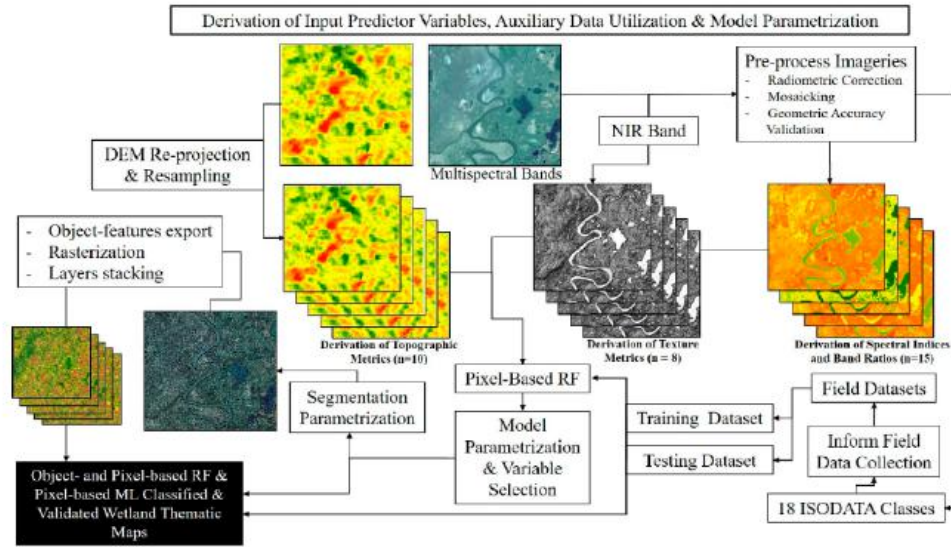 Derivation of Input Predictor Variables, Auxiliary Data Utilization & Model Parametrization
Pre-process Imageries
- Radiometric Correction
- Mosaicking
- Geometric Accuracy
Validation
NIR Band
DEM Re-projection
& Resampling
Multispectral Bands
- Object-features export
- Rasterization
- Layers stacking
Derivation of Topographic
Metrics (n=10)
Derivation of Texture
Metrics (n = 8)
Derivation of Spectral Indices
and Band Ratios (n=15)
Pixel-Based RF
Segmentation
Parametrization
Model
Parametrization
& Variable
Selection
Training Dataset
Testing Dataset
Field Datasets
Inform Field
Data Collection
18 ISODATA Classes
Object- and Pixel-based RF &
Pixel-based ML Classified &
Validated Wetland Thematic
Maps